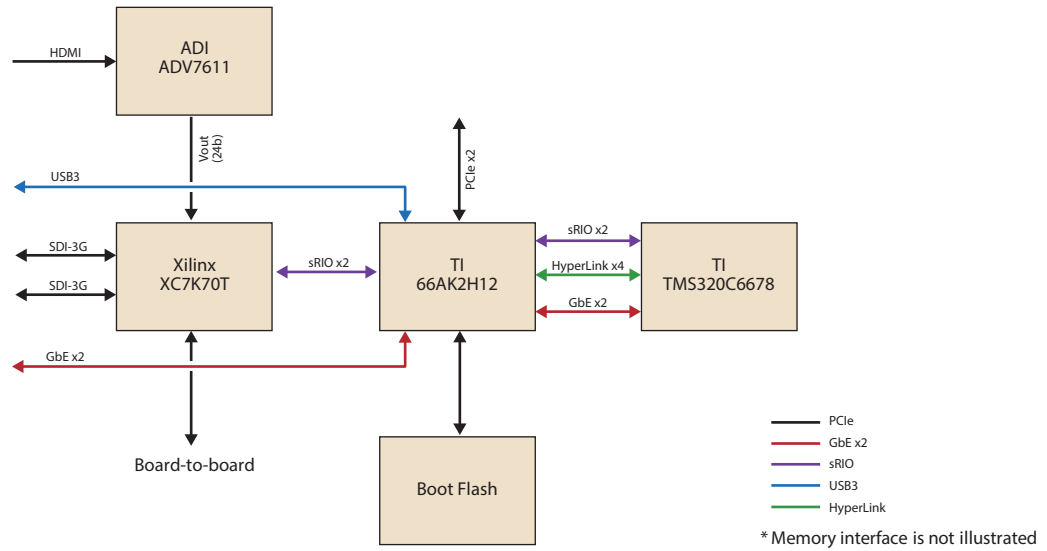 HDMI
ADI
ADV7611
Vout
(24b)
USB3
PCIe x2
SDI-3G
SDI-3G
Xilinx
XC7K70T
sRIO x2
TI
66AK2H12
sRIO x2
HyperLink x4
GbE x2
TI
TMS320C6678
GbE x2
Board-to-board
Boot Flash
PCIe
GbE x2
sRIO
USB3
HyperLink
* Memory interface is not illustrated